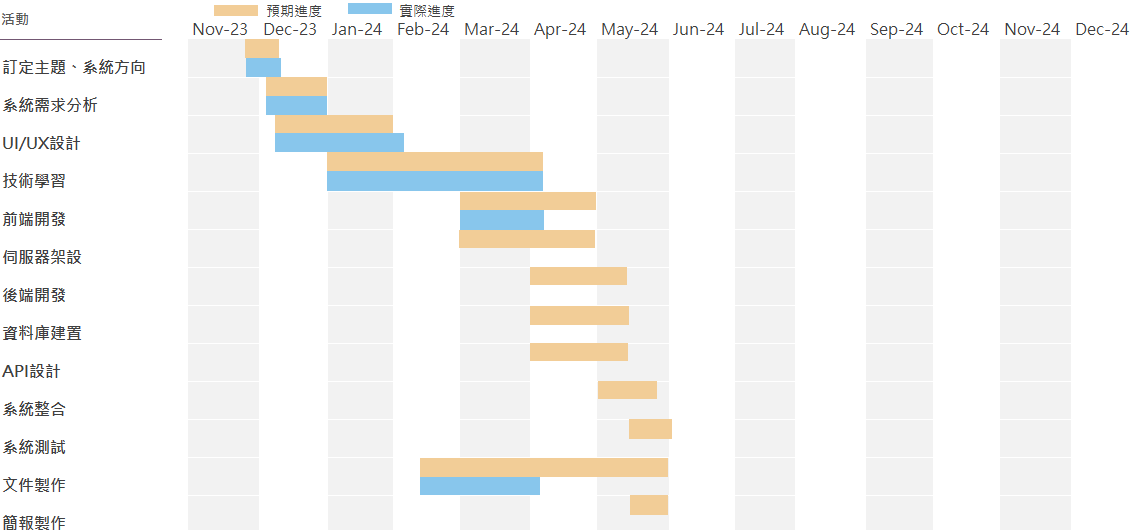 活動
預期進度 實際進度
Nov-23 Dec-23 Jan-24 Feb-24 Mar-24 Apr-24 May-24 Jun-24 Jul-24 Aug-24 Sep-24 Oct-24 Nov-24 Dec-24
訂定主題、系統方向
系統需求分析
UI/UX設計
技術學習
前端開發
伺服器架設
後端開發
資料庫建置
API設計
系統整合
系統測試
文件製作
簡報製作